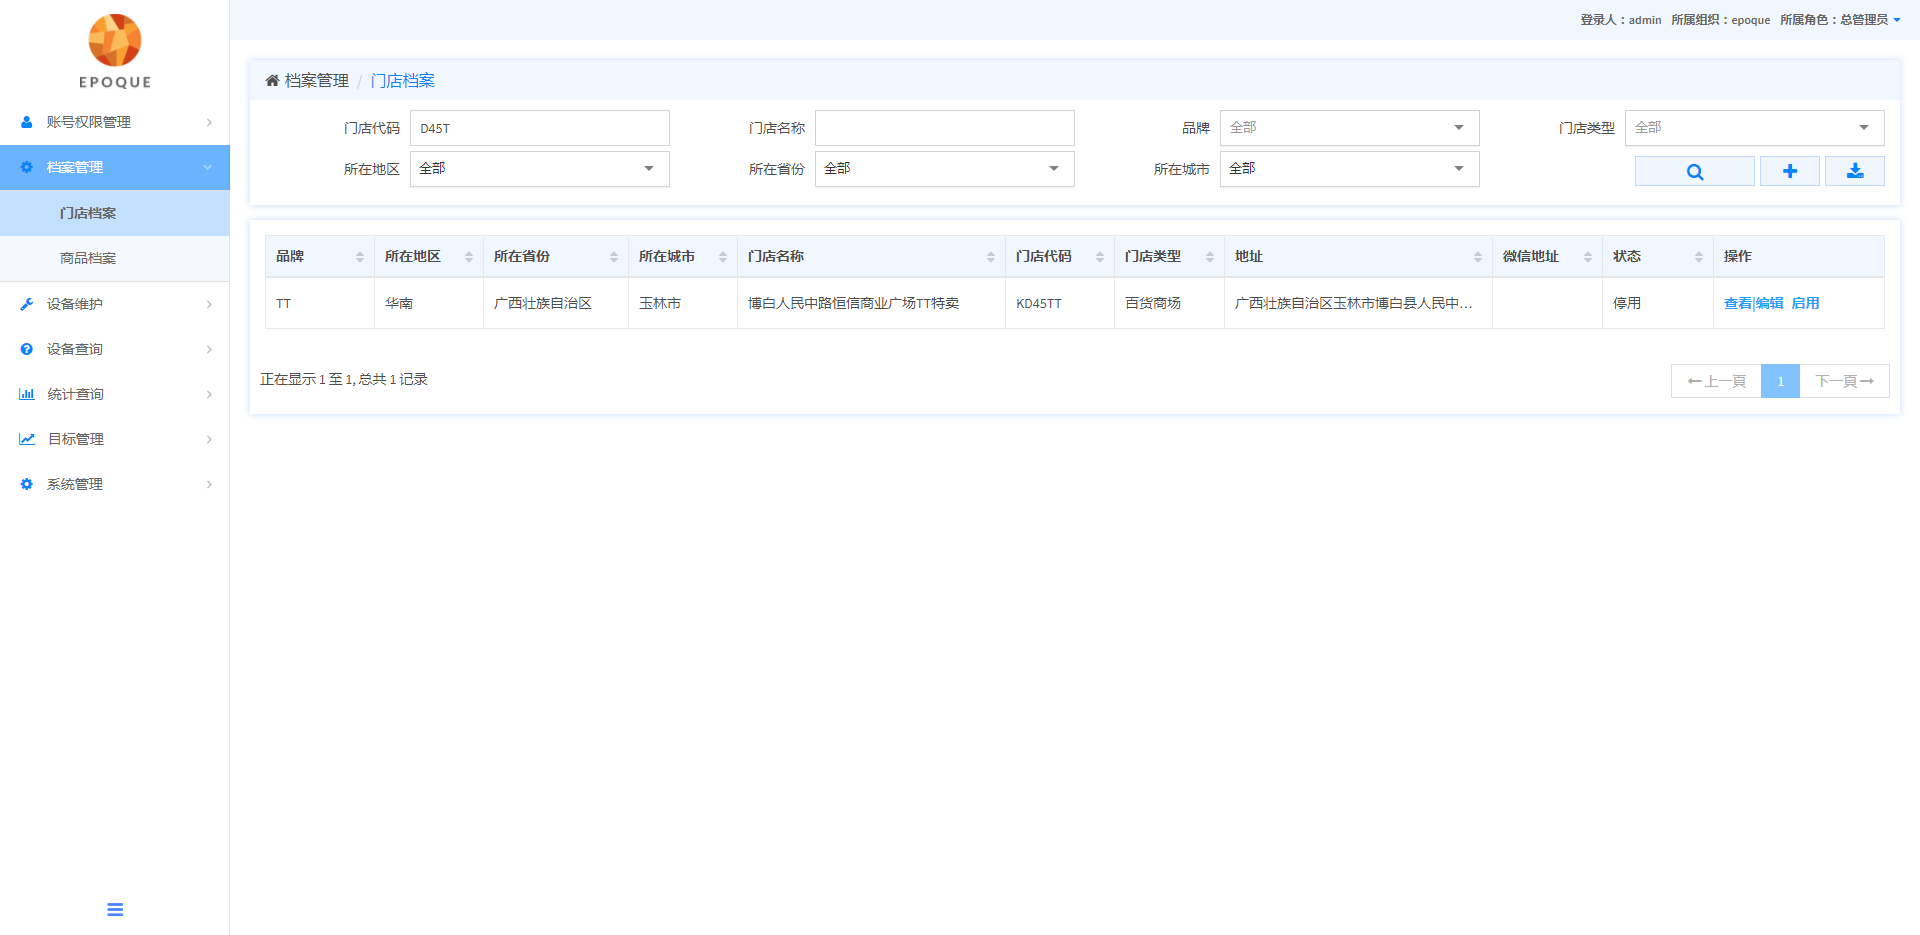 登录人：admin 所属组织：epoque 所属角色：总管理员
EPOQUE
账号权限管理
档案管理
门店档案
商品档案
设备维护
设备查询
统计查询
目标管理
系统管理
档案管理 / 门店档案
门店代码 D45T 门店名称 品牌 全部 门店类型 全部
所在地区 全部 所在省份 全部 所在城市 全部
品牌 所在地区 所在省份 所在城市 门店名称 门店代码 门店类型 地址 微信地址 状态 操作
TT 华南 广西壮族自治区 玉林市 博白人民中路恒信商业广场TT特卖 KD45TT 百货商场 广西壮族自治区玉林市博白县人民中... 停用 查看|编辑 启用
正在显示 1 至 1, 总共 1 记录
←上一頁 1 下一頁→